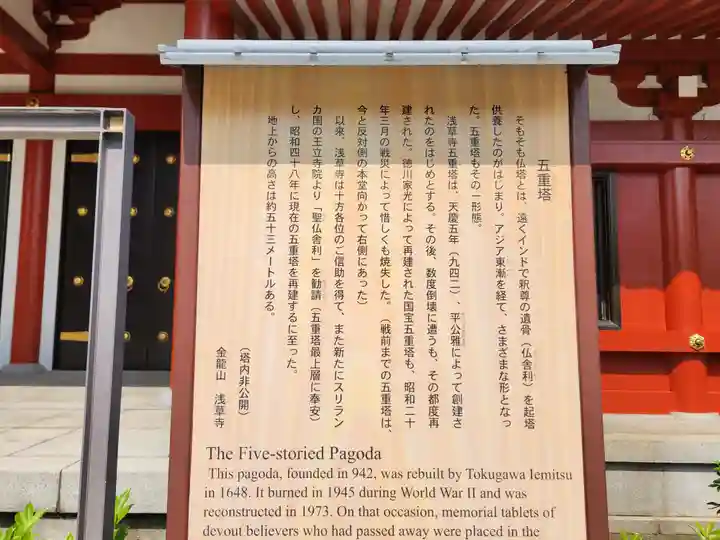 五重塔
そもそも仏塔とは、遠くインドで釈尊の遺骨（仏舎利）を起塔
供養したのがはじまり。アジア東漸を経て、さまざまな形となっ
た。五重塔もその一形態。
浅草寺五重塔は、天慶五年（九四二）、平公雅によって創建さ
れたのをはじめとする。その後、数度倒壊に遭うも、その都度再
建された。徳川家光によって再建された国宝五重塔も、昭和二十
年三月の戦災によって惜しくも焼失した。（戦前までの五重塔は、
今と反対側の本堂向かって右側にあった）
以来、浅草寺は十方各位のご信助を得て、また新たにスリラン
カ国の王立寺院より「聖仏舎利」を勧請（五重塔最上層に奉安）
し、昭和四十八年に現在の五重塔を再建するに至った。
地上からの高さは約五十三メートルある。
（塔内非公開）
金龍山　浅草寺
The Five-storied Pagoda
This pagoda, founded in 942, was rebuilt by Tokugawa Iemitsu
in 1648. It burned in 1945 during World War II and was
reconstructed in 1973. On that occasion, memorial tablets of
devout believers who had passed away were placed in the